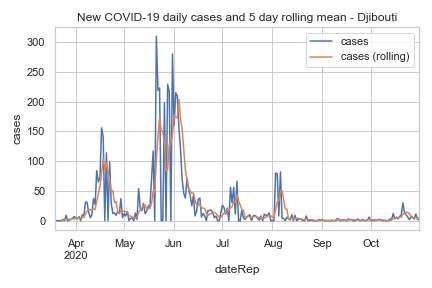 New COVID-19 daily cases and 5 day rolling mean - Djibouti
cases
cases (rolling)
300
250
200
150
100
50
0
cases
Apr
2020
May
Jun
Jul
Aug
Sep
Oct
dateRep